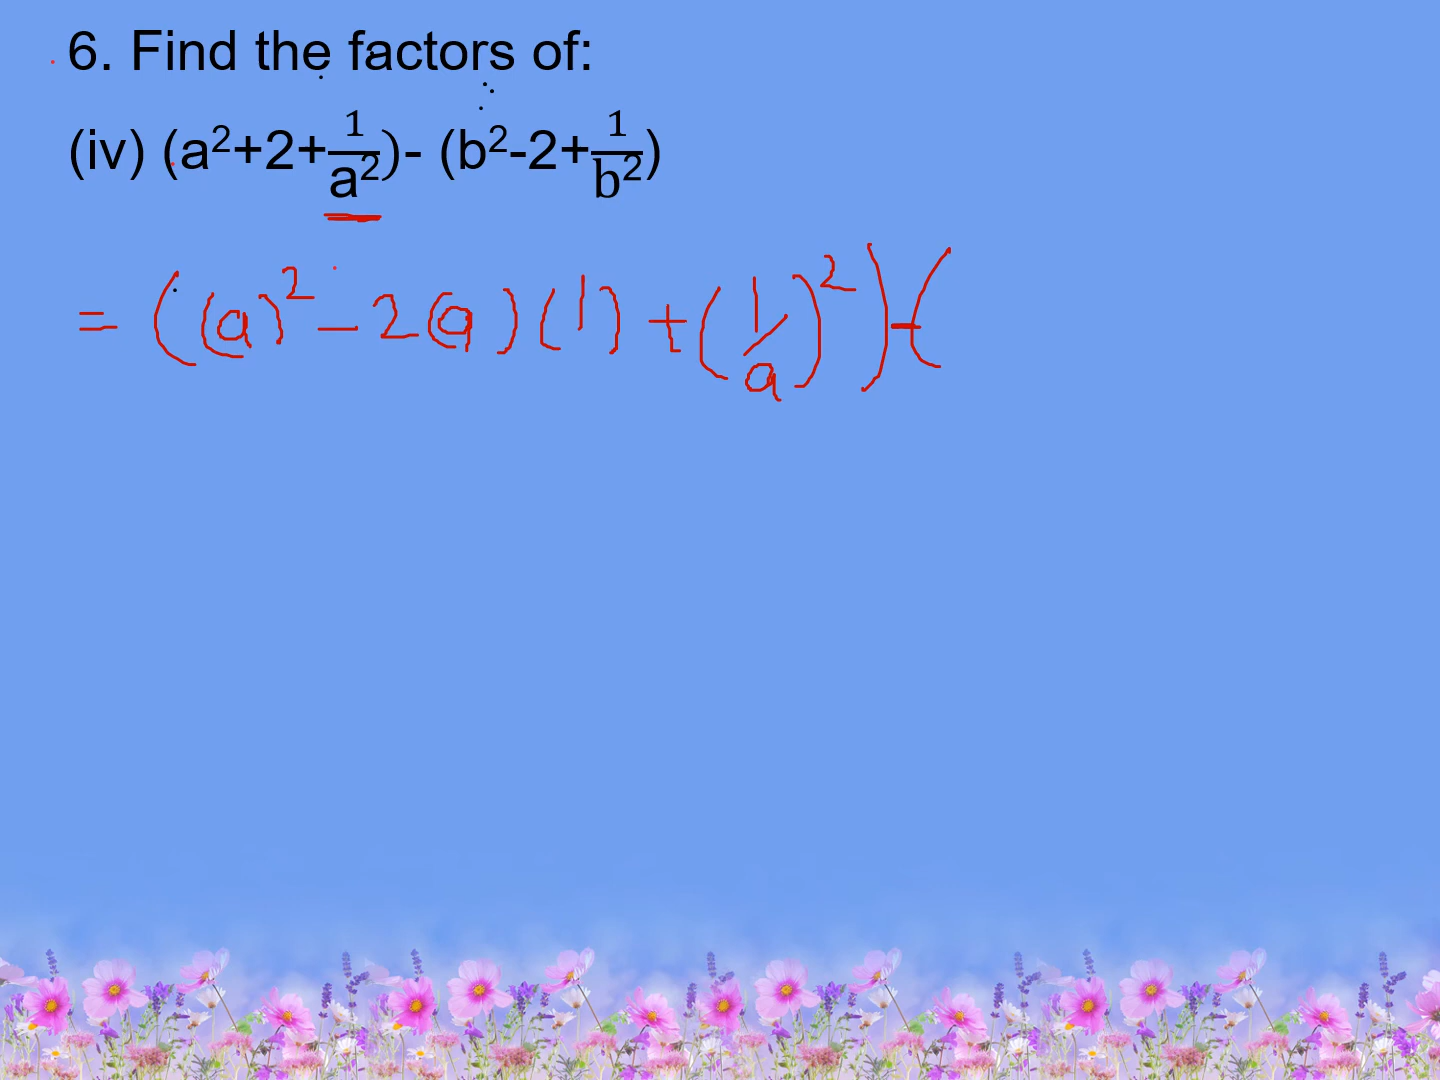 6. Find the factors of:
(iv) (a²+2+1/a²)- (b²-2+1/b²)
= ((a)² - 2(a)(1) + (1/a)²) - (